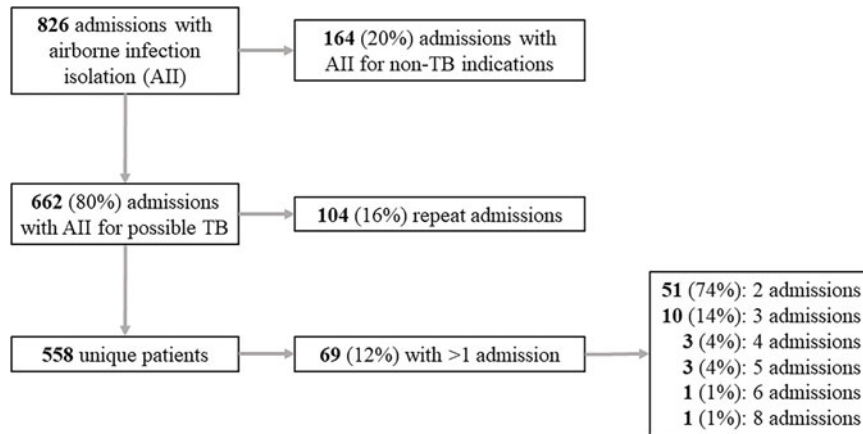 826 admissions with
airborne infection
isolation (AII)
164 (20%) admissions with
AII for non-TB indications
662 (80%) admissions
with AII for possible TB
104 (16%) repeat admissions
558 unique patients
69 (12%) with >1 admission
51 (74%): 2 admissions
10 (14%): 3 admissions
3 (4%): 4 admissions
3 (4%): 5 admissions
1 (1%): 6 admissions
1 (1%): 8 admissions